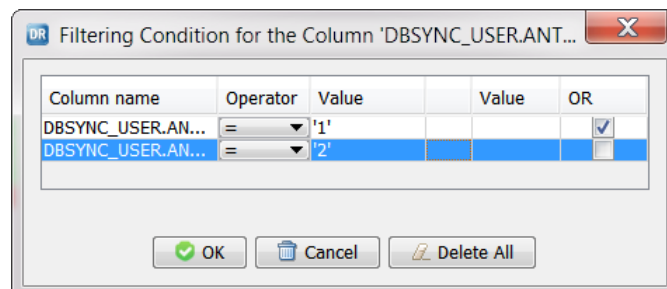 DR Filtering Condition for the Column 'DBSYNC_USER.ANT... X
Column name Operator Value Value OR
DBSYNC_USER.AN... = '1'
DBSYNC_USER.AN... = '2'
OK Cancel Delete All